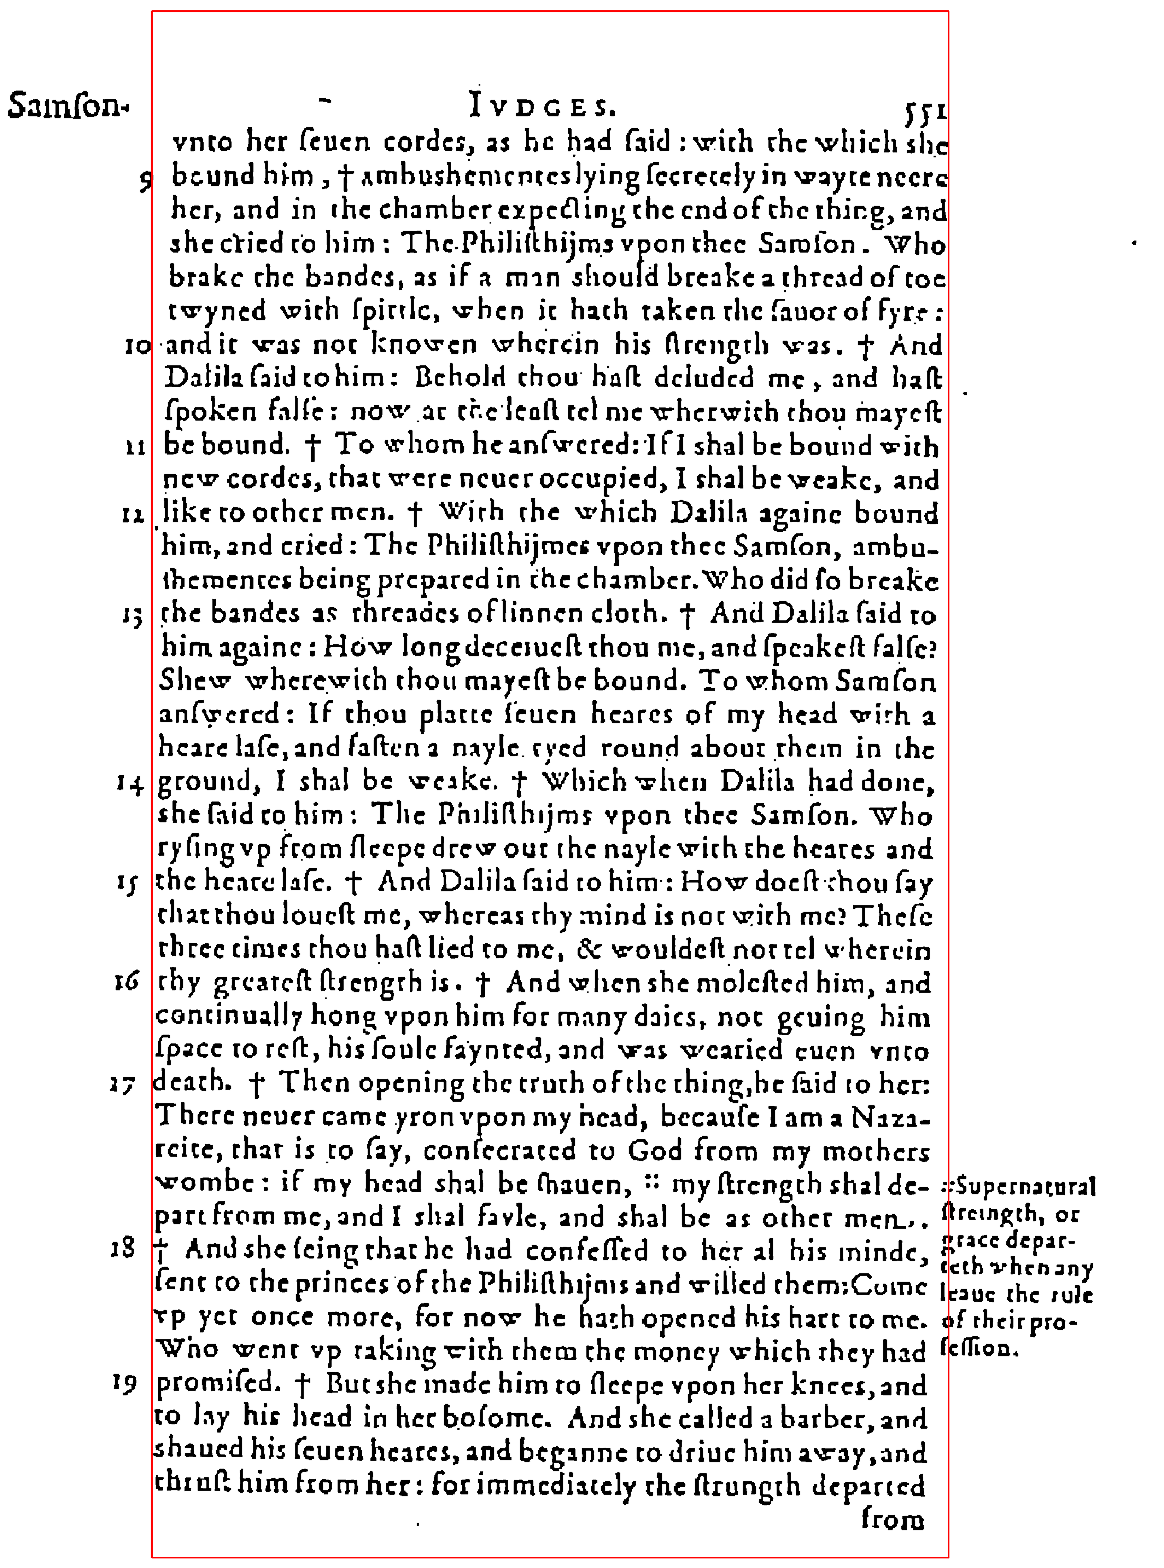 Samſon. IVDGES. 551
vnto her ſeuen cordes, as he had ſaid : with the which she
9 bound him, † ambushementes lying ſecretely in wayte neere
her, and in the chamber expecting the end of the thing, and
she cried to him : The Philiſthijms vpon thee Samſon. Who
brake the bandes, as if a man should breake a thread of toe
twyned with ſpittle, when it hath taken the ſauor of fyre :
10 and it was not knowen wherein his ſtrength was. † And
Dalila ſaid to him : Behold thou haſt deluded me, and haſt
ſpoken falſe : now at the leaſt tel me wherwith thou mayeſt
11 be bound. † To whom he anſwered : If I shal be bound with
new cordes, that were neuer occupied, I shal be weake, and
12 like to other men. † With the which Dalila againe bound
him, and cried : The Philiſthijmes vpon thee Samſon, ambu-
shementes being prepared in the chamber. Who did ſo breake
13 the bandes as threades of linnen cloth. † And Dalila ſaid to
him againe : How long deceiueſt thou me, and ſpeakeſt falſe?
Shew wherewith thou mayeſt be bound. To whom Samſon
anſwered : If thou platte ſeuen heares of my head with a
heare laſe, and faſten a nayle tyed round about them in the
14 ground, I shal be weake. † Which when Dalila had done,
she ſaid to him : The Philiſthijms vpon thee Samſon. Who
ryſing vp from ſleepe drew out the nayle with the heares and
15 the heare laſe. † And Dalila ſaid to him : How doeſt thou ſay
that thou loueſt me, whereas thy mind is not with me? Theſe
three times thou haſt lied to me, & wouldeſt not tel wherein
16 thy greateſt ſtrength is. † And when she moleſted him, and
continually hong vpon him for many daies, not geuing him
ſpace to reſt, his ſoule faynted, and was wearied euen vnto
17 death. † Then opening the truth of the thing, he ſaid to her:
There neuer came yron vpon my head, becauſe I am a Naza-
reite, that is to ſay, conſecrated to God from my mothers
wombe : if my head shal be ſhauen, :: my ſtrength shal de-
part from me, and I shal fayle, and shal be as other men.
18 † And she ſeing that he had confeſſed to her al his minde,
ſent to the princes of the Philiſthijms and willed them: Come
vp yet once more, for now he hath opened his hart to me.
Who went vp taking with them the money which they had
19 promiſed. † But she made him to ſleepe vpon her knees, and
to lay his head in her boſome. And she called a barber, and
shaued his ſeuen heares, and beganne to driue him away, and
thruſt him from her : for immediately the ſtrungth departed
from
:: Supernatural
ſtreingth, or
grace depar-
teth when any
leaue the rule
of their pro-
feſſion.